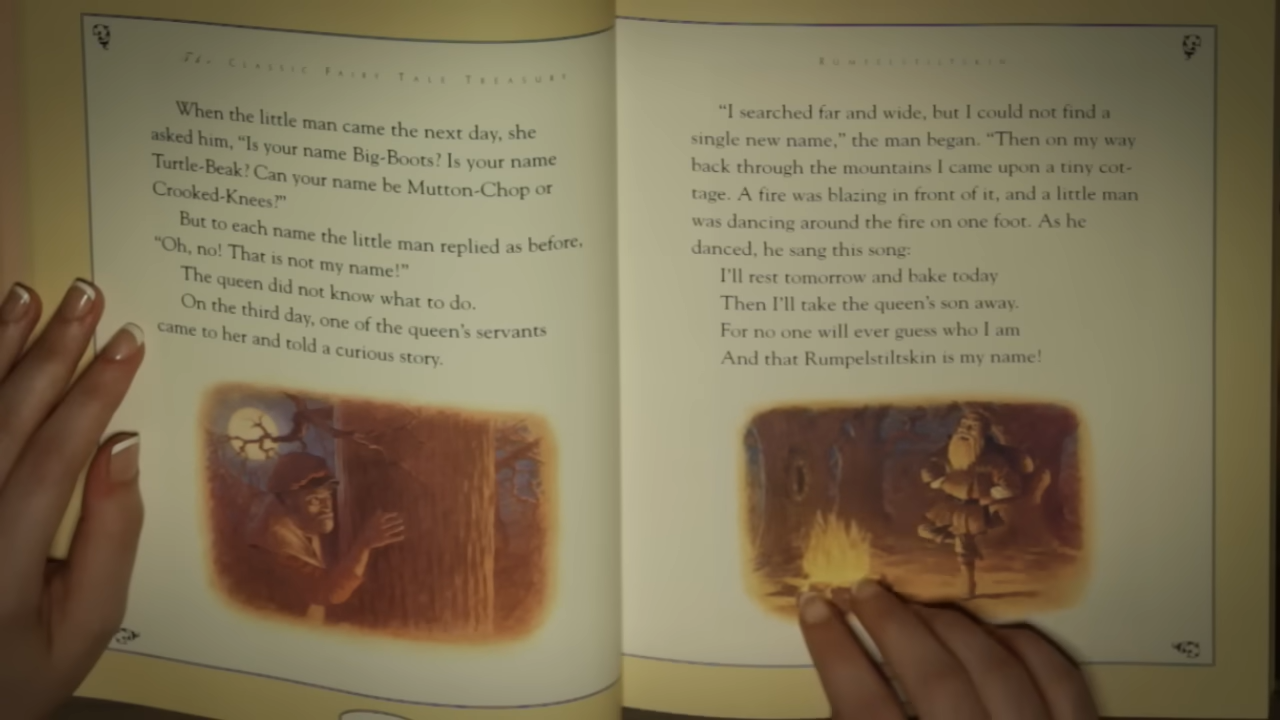 The Classic Fairy Tale Treasury
When the little man came the next day, she
asked him, “Is your name Big-Boots? Is your name
Turtle-Beak? Can your name be Mutton-Chop or
Crooked-Knees?”
But to each name the little man replied as before,
“Oh, no! That is not my name!”
The queen did not know what to do.
On the third day, one of the queen’s servants
came to her and told a curious story.
Rumpelstiltskin
“I searched far and wide, but I could not find a
single new name,” the man began. “Then on my way
back through the mountains I came upon a tiny cot-
tage. A fire was blazing in front of it, and a little man
was dancing around the fire on one foot. As he
danced, he sang this song:
I’ll rest tomorrow and bake today
Then I’ll take the queen’s son away.
For no one will ever guess who I am
And that Rumpelstiltskin is my name!